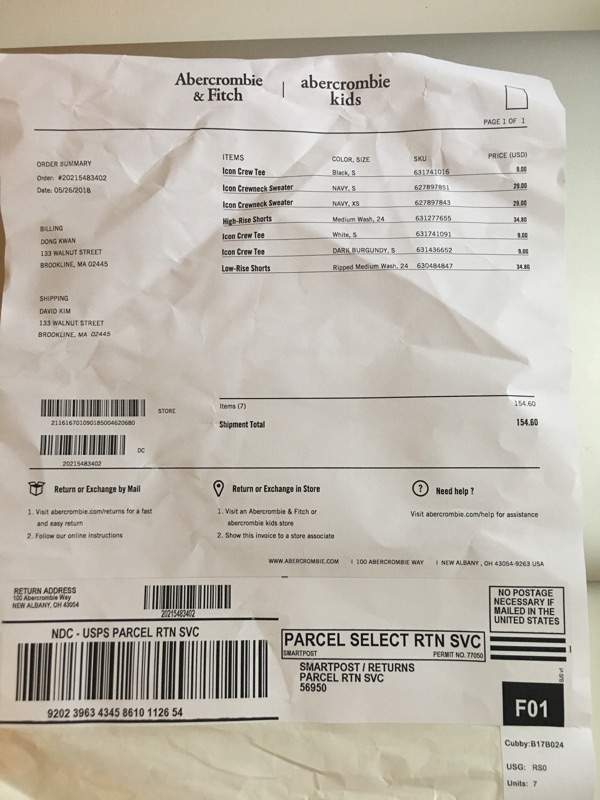 Abercrombie & Fitch | abercrombie kids
PAGE 1 OF 1
ORDER SUMMARY
Order: #20215483402
Date: 05/26/2018
BILLING
DONG KWAN
133 WALNUT STREET
BROOKLINE, MA 02445
SHIPPING
DAVID KIM
133 WALNUT STREET
BROOKLINE, MA 02445
ITEMS COLOR, SIZE SKU PRICE (USD)
Icon Crew Tee Black, S 631741016 9.00
Icon Crewneck Sweater NAVY, S 627897851 29.00
Icon Crewneck Sweater NAVY, XS 627897843 29.00
High-Rise Shorts Medium Wash, 24 631277655 34.80
Icon Crew Tee White, S 631741091 9.00
Icon Crew Tee DARK BURGUNDY, S 631436652 9.00
Low-Rise Shorts Ripped Medium Wash, 24 630484847 34.80
STORE
211616701090185004620680
DC
20215483402
Items (7) 154.60
Shipment Total 154.60
Return or Exchange by Mail
1. Visit abercrombie.com/returns for a fast
and easy return
2. Follow our online instructions
Return or Exchange in Store
1. Visit an Abercrombie & Fitch or
abercrombie kids store
2. Show this invoice to a store associate
? Need help ?
Visit abercrombie.com/help for assistance
WWW.ABERCROMBIE.COM | 100 ABERCROMBIE WAY | NEW ALBANY, OH 43054-9263 USA
RETURN ADDRESS
100 Abercrombie Way
NEW ALBANY, OH 43054
20215483402
NO POSTAGE
NECESSARY IF
MAILED IN THE
UNITED STATES
NDC - USPS PARCEL RTN SVC
9202 3963 4345 8610 1126 54
PARCEL SELECT RTN SVC
SMARTPOST PERMIT NO. 77050
SMARTPOST / RETURNS
PARCEL RTN SVC
56950
F01
Cubby:B17B024
USG: RS0
Units: 7